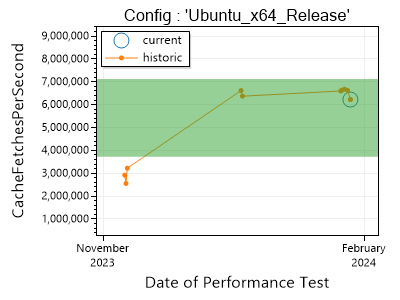 Config : 'Ubuntu_x64_Release'
CacheFetchesPerSecond
9,000,000
8,000,000
7,000,000
6,000,000
5,000,000
4,000,000
3,000,000
2,000,000
1,000,000
current
historic
November
2023
February
2024
Date of Performance Test